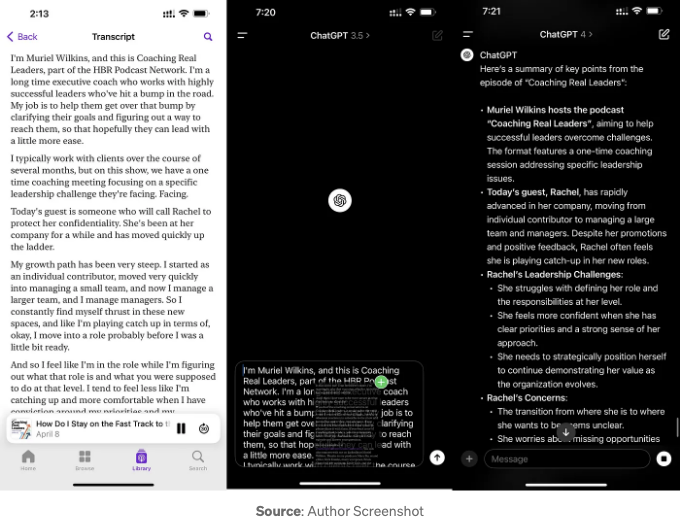 2:13
Back
Transcript
I'm Muriel Wilkins, and this is Coaching Real
Leaders, part of the HBR Podcast Network. I'm a
long time executive coach who works with highly
successful leaders who've hit a bump in the road.
My job is to help them get over that bump by
clarifying their goals and figuring out a way to
reach them, so that hopefully they can lead with
a little more ease.
I typically work with clients over the course of
several months, but on this show, we have a one
time coaching meeting focusing on a specific
leadership challenge they're facing. Facing.
Today's guest is someone who will call Rachel to
protect her confidentiality. She's been at her
company for a while and has moved quickly up
the ladder.
My growth path has been very steep. I started as
an individual contributor, moved very quickly
into managing a small team, and now I manage a
larger team, and I manage managers. So I
constantly find myself thrust in these new
spaces, and like I'm playing catch up in terms of,
okay, I move into a role probably before I was a
little bit ready.
And so I feel like I'm in the role while I'm figuring
out what that role is and what you were supposed
to do at that level. I tend to feel less like I'm
catching up and more comfortable when I have
conviction around my priorities and my
How Do I Stay on the Fast Track to t
April 8
Home
Browse
Library
Search
7:20
ChatGPT 3.5 >
I'm Muriel Wilkins, and this is Coaching
Real Leaders, part of the HBR Podcast
Network. I'm a long coach
who works with leaders
who've hit a bump job is to
help them get over clarifying
their goals and to reach
them, so that lead with
a little more ease.
I typically the course
7:21
ChatGPT 4 >
ChatGPT
Here's a summary of key points from the
episode of "Coaching Real Leaders":
• Muriel Wilkins hosts the podcast
"Coaching Real Leaders", aiming to help
successful leaders overcome challenges.
The format features a one-time coaching
session addressing specific leadership
issues.
• Today's guest, Rachel, has rapidly
advanced in her company, moving from
individual contributor to managing a large
team and managers. Despite her promotions
and positive feedback, Rachel often feels
she is playing catch-up in her new roles.
• Rachel's Leadership Challenges:
• She struggles with defining her role and
the responsibilities at her level.
• She feels more confident when she has
clear priorities and a strong sense of her
approach.
• She needs to strategically position herself
to continue demonstrating her value as
the organization evolves.
• Rachel's Concerns:
• The transition from where she is to where
she wants to be seems unclear.
• She worries about missing opportunities
Message
Source: Author Screenshot